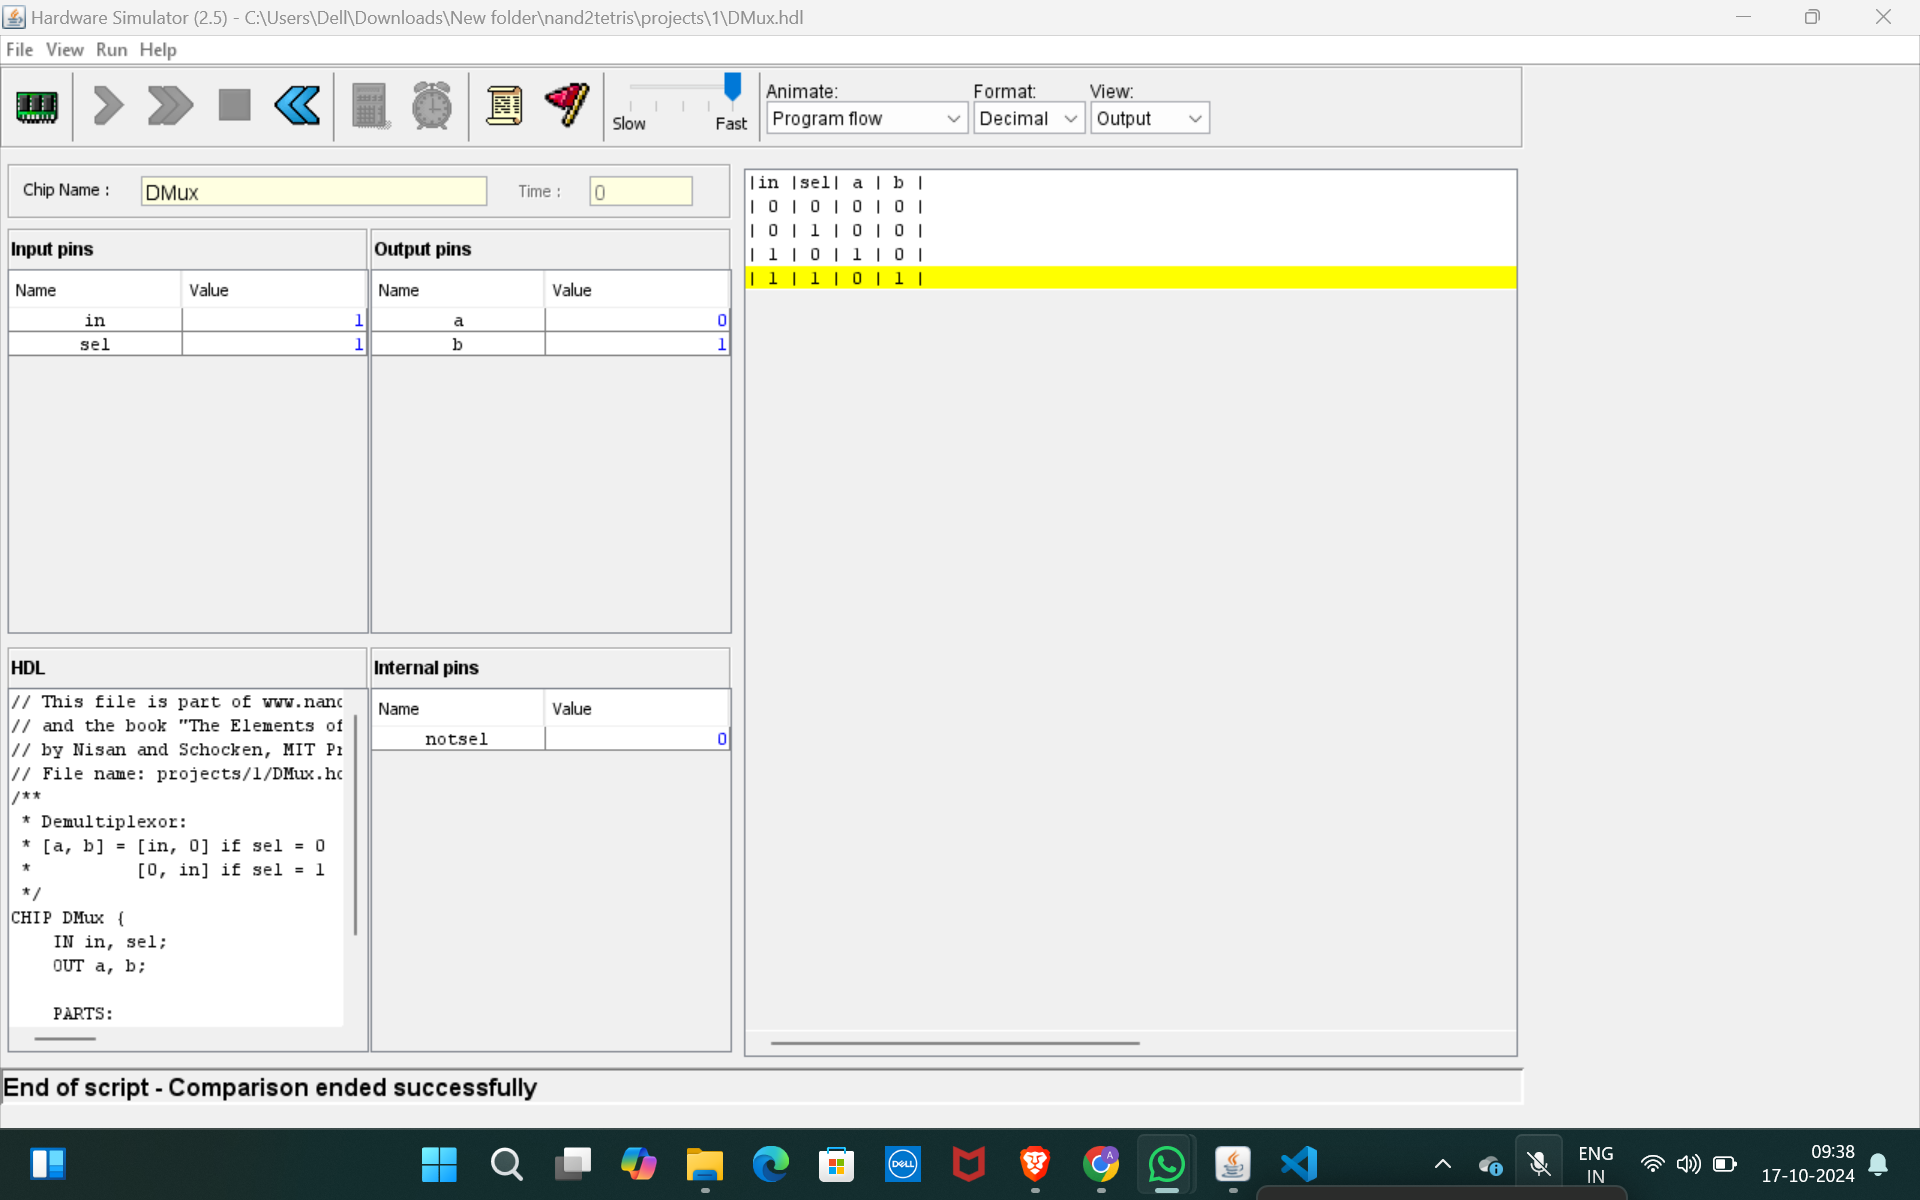 Hardware Simulator (2.5) - C:\Users\Dell\Downloads\New folder\nand2tetris\projects\1\DMux.hdl
File View Run Help
Slow Fast
Animate: Format: View:
Program flow Decimal Output
Chip Name : DMux Time : 0
Input pins
Name Value
in 1
sel 1
Output pins
Name Value
a 0
b 1
|in |sel| a | b |
| 0 | 0 | 0 | 0 |
| 0 | 1 | 0 | 0 |
| 1 | 0 | 1 | 0 |
| 1 | 1 | 0 | 1 |
HDL
// This file is part of www.nand
// and the book "The Elements of
// by Nisan and Schocken, MIT Pr
// File name: projects/1/DMux.hd
/**
* Demultiplexor:
* [a, b] = [in, 0] if sel = 0
* [0, in] if sel = 1
*/
CHIP DMux {
IN in, sel;
OUT a, b;
PARTS:
Internal pins
Name Value
notsel 0
End of script - Comparison ended successfully
DELL
A
ENG
IN
09:38
17-10-2024